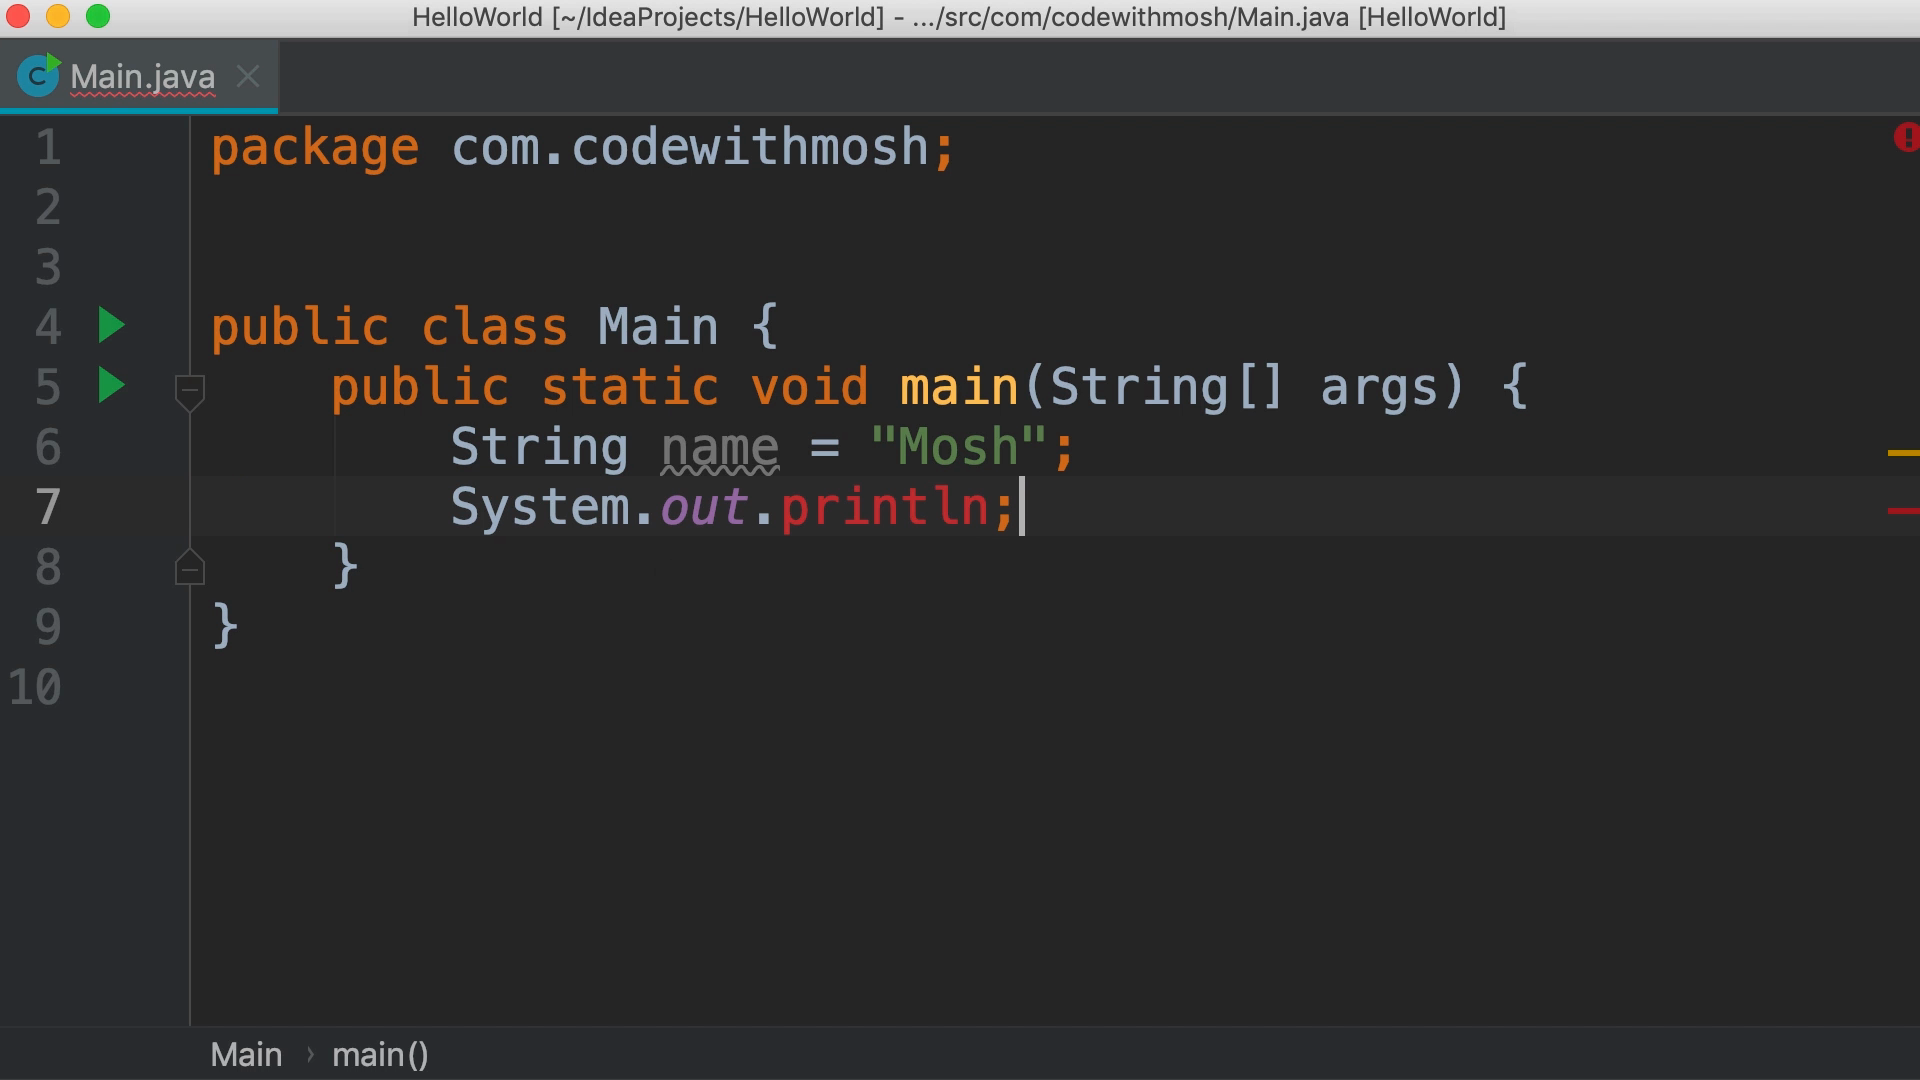 HelloWorld [~/IdeaProjects/HelloWorld] - .../src/com/codewithmosh/Main.java [HelloWorld]
C Main.java
1 package com.codewithmosh;
2
3
4 public class Main {
5     public static void main(String[] args) {
6         String name = "Mosh";
7         System.out.println;
8     }
9 }
10
Main › main()